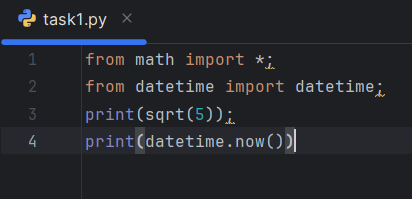 task1.py
1 from math import *;
2 from datetime import datetime;
3 print(sqrt(5));
4 print(datetime.now())